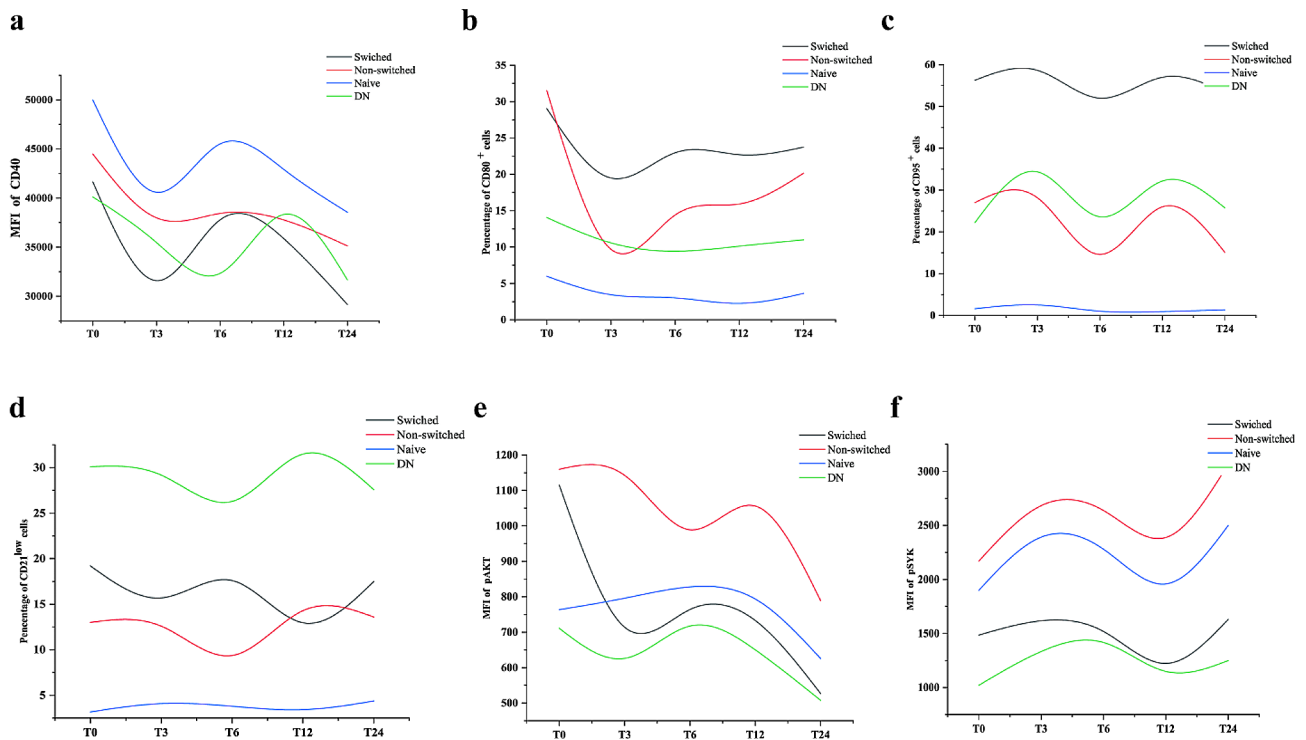 a
Swiched
Non-switched
Naive
DN
MFI of CD40
50000
45000
40000
35000
30000
T0 T3 T6 T12 T24
b
Swiched
Non-switched
Naive
DN
Pencentage of CD80 + cells
35
30
25
20
15
10
5
0
T0 T3 T6 T12 T24
c
Swiched
Non-switched
Naive
DN
Pencentage of CD95 + cells
60
50
40
30
20
10
0
T0 T3 T6 T12 T24
d
Swiched
Non-switched
Naive
DN
Pencentage of CD21low cells
30
25
20
15
10
5
T0 T3 T6 T12 T24
e
Swiched
Non-switched
Naive
DN
MFI of pAKT
1200
1100
1000
900
800
700
600
500
T0 T3 T6 T12 T24
f
Swiched
Non-switched
Naive
DN
MFI of pSYK
3000
2500
2000
1500
1000
T0 T3 T6 T12 T24